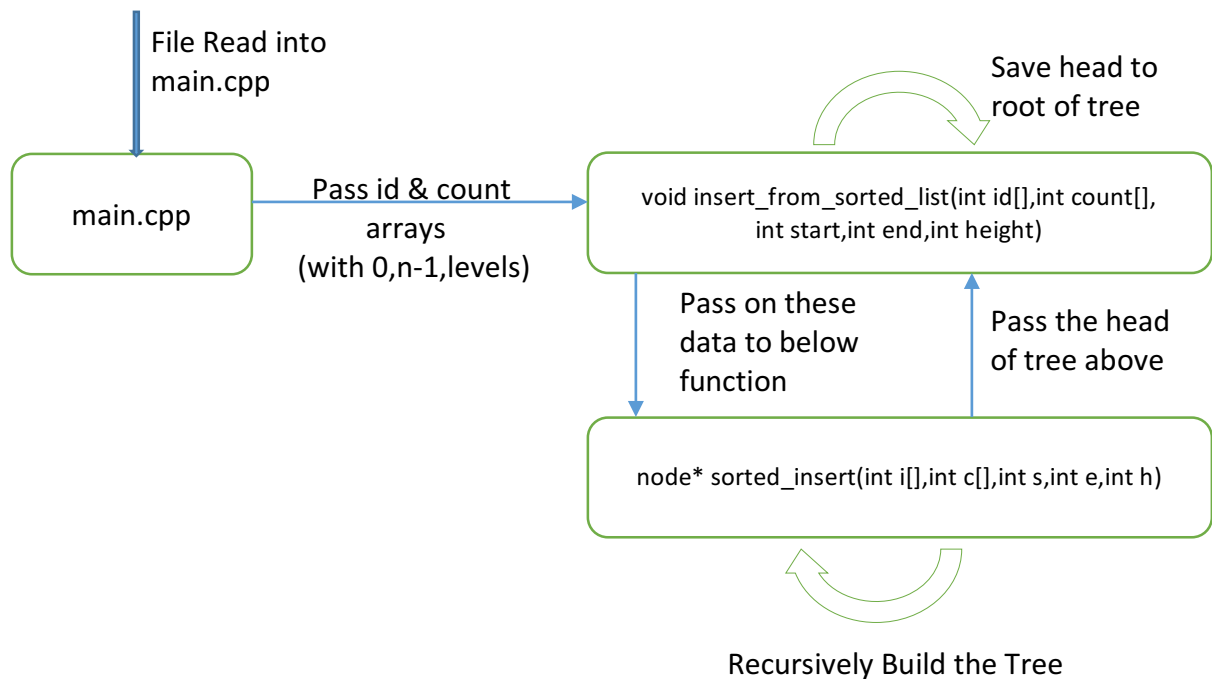 File Read into
main.cpp
Save head to
root of tree
main.cpp
Pass id & count
arrays
(with 0,n-1,levels)
void insert_from_sorted_list(int id[],int count[],
int start,int end,int height)
Pass on these
data to below
function
Pass the head
of tree above
node* sorted_insert(int i[],int c[],int s,int e,int h)
Recursively Build the Tree